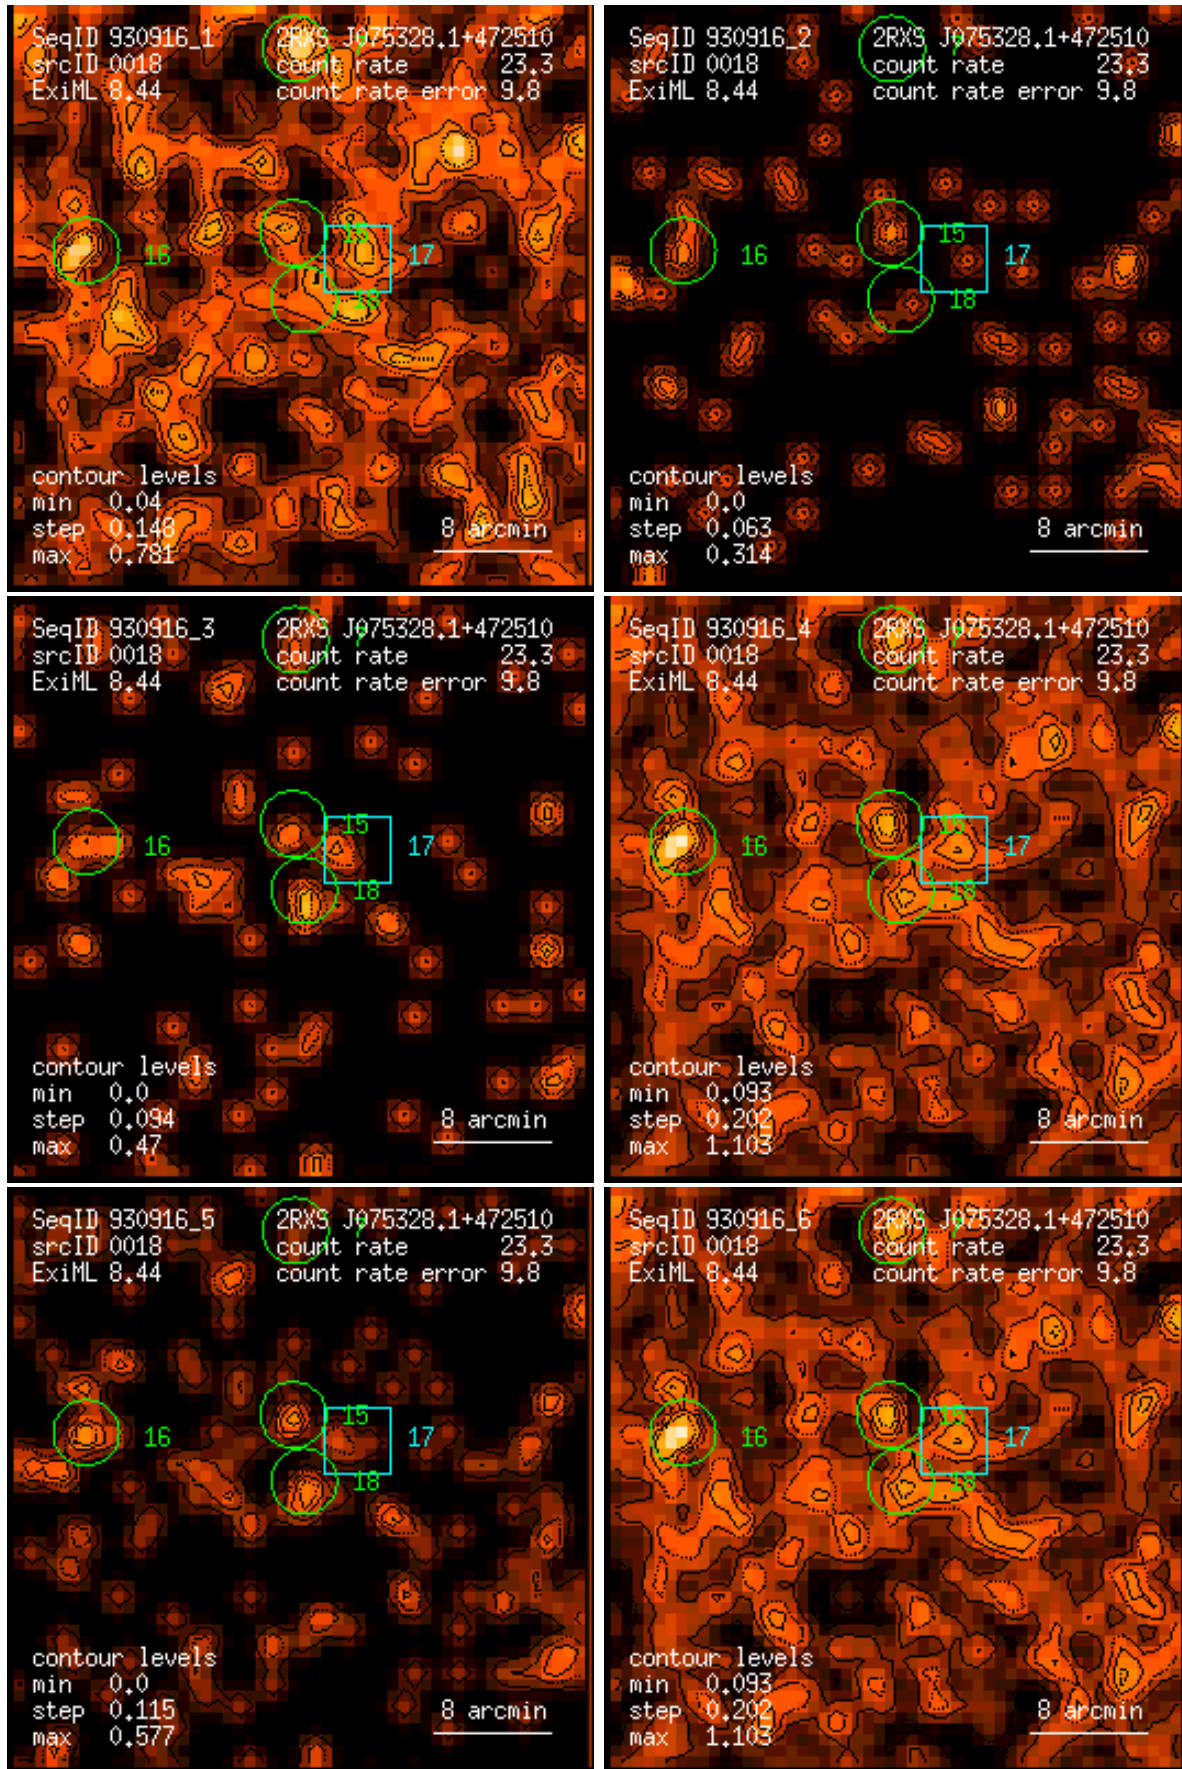 SeqID 930916_1 2RXS J075328.1+472510
srcID 0018 count rate 23.3
ExiML 8.44 count rate error 9.8
7
15
16
17
18
contour levels
min 0.04
step 0.148
max 0.781
8 arcmin
SeqID 930916_2 2RXS J075328.1+472510
srcID 0018 count rate 23.3
ExiML 8.44 count rate error 9.8
7
15
16
17
18
contour levels
min 0.0
step 0.063
max 0.314
8 arcmin
SeqID 930916_3 2RXS J075328.1+472510
srcID 0018 count rate 23.3
ExiML 8.44 count rate error 9.8
7
15
16
17
18
contour levels
min 0.0
step 0.094
max 0.47
8 arcmin
SeqID 930916_4 2RXS J075328.1+472510
srcID 0018 count rate 23.3
ExiML 8.44 count rate error 9.8
7
15
16
17
18
contour levels
min 0.093
step 0.202
max 1.103
8 arcmin
SeqID 930916_5 2RXS J075328.1+472510
srcID 0018 count rate 23.3
ExiML 8.44 count rate error 9.8
7
15
16
17
18
contour levels
min 0.0
step 0.115
max 0.577
8 arcmin
SeqID 930916_6 2RXS J075328.1+472510
srcID 0018 count rate 23.3
ExiML 8.44 count rate error 9.8
7
15
16
17
18
contour levels
min 0.093
step 0.202
max 1.103
8 arcmin